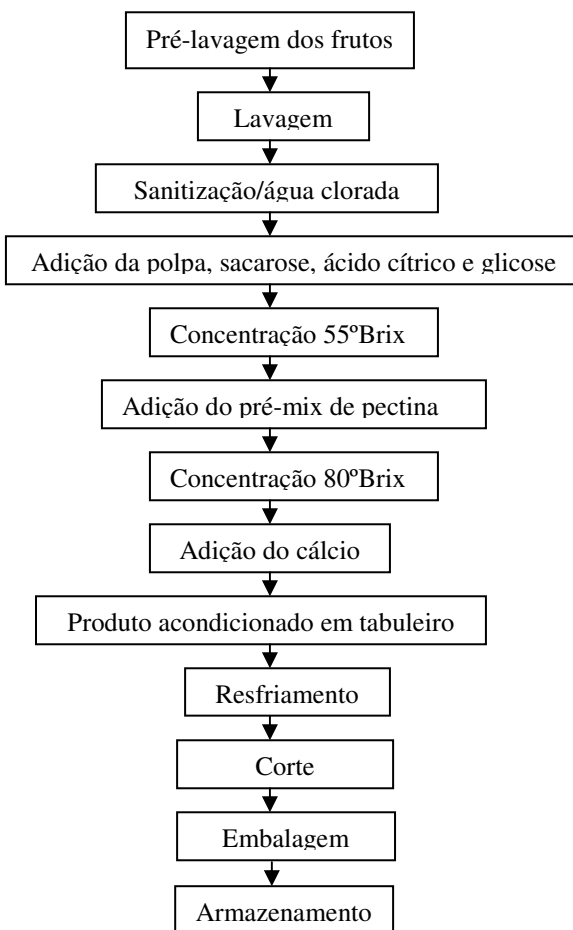 Pré-lavagem dos frutos
Lavagem
Sanitização/água clorada
Adição da polpa, sacarose, ácido cítrico e glicose
Concentração 55ºBrix
Adição do pré-mix de pectina
Concentração 80ºBrix
Adição do cálcio
Produto acondicionado em tabuleiro
Resfriamento
Corte
Embalagem
Armazenamento